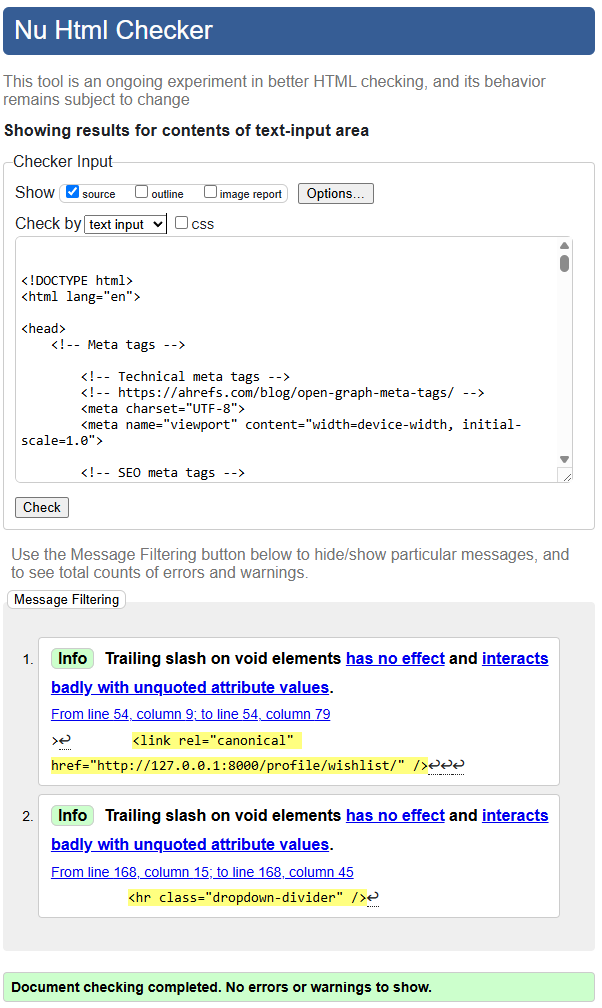 Nu Html Checker
This tool is an ongoing experiment in better HTML checking, and its behavior
remains subject to change
Showing results for contents of text-input area
Checker Input
Show source outline image report Options...
Check by text input css
<!DOCTYPE html>
<html lang="en">
<head>
<!-- Meta tags -->
<!-- Technical meta tags -->
<!-- https://ahrefs.com/blog/open-graph-meta-tags/ -->
<meta charset="UTF-8">
<meta name="viewport" content="width=device-width, initial-
scale=1.0">
<!-- SEO meta tags -->
Check
Use the Message Filtering button below to hide/show particular messages, and
to see total counts of errors and warnings.
Message Filtering
1. Info Trailing slash on void elements has no effect and interacts
badly with unquoted attribute values.
From line 54, column 9; to line 54, column 79
>↩ <link rel="canonical"
href="http://127.0.0.1:8000/profile/wishlist/" />↩↩↩
2. Info Trailing slash on void elements has no effect and interacts
badly with unquoted attribute values.
From line 168, column 15; to line 168, column 45
<hr class="dropdown-divider" />↩
Document checking completed. No errors or warnings to show.